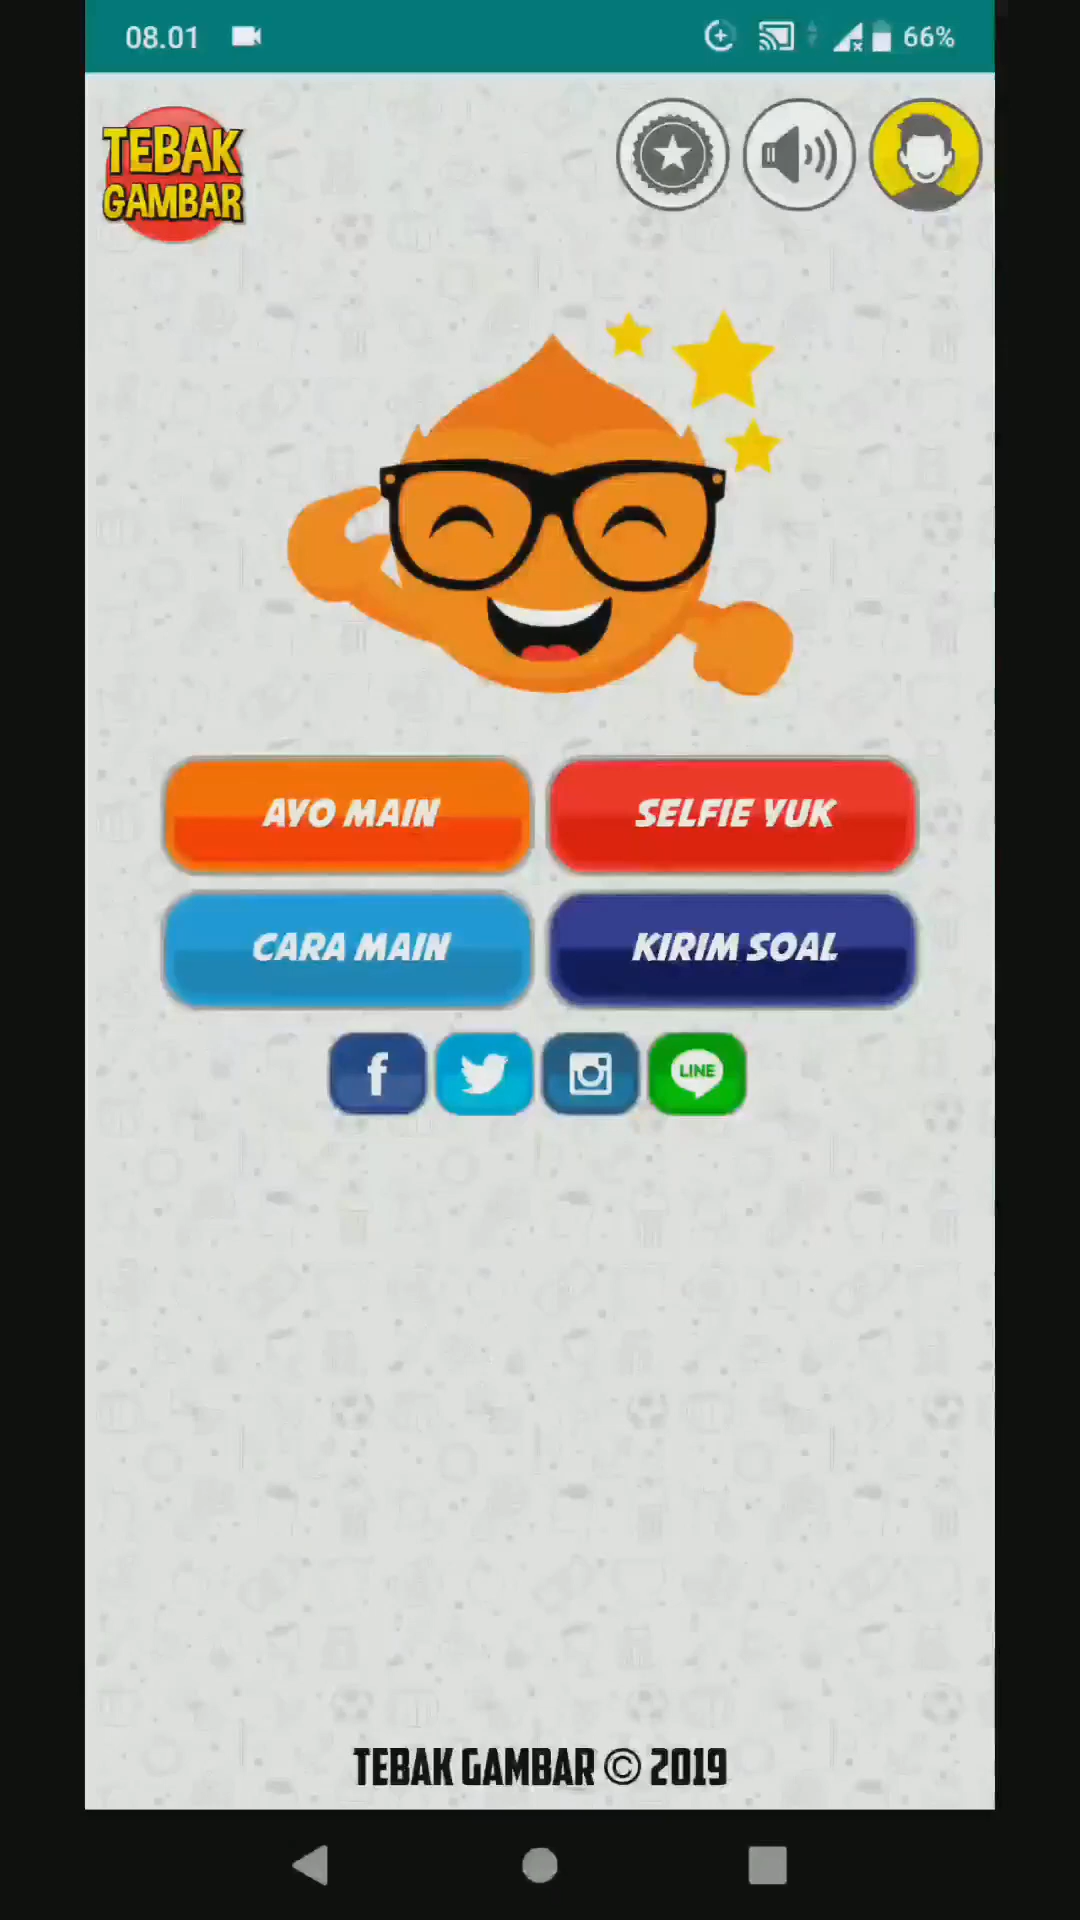 08.01
66%
TEBAK
GAMBAR
AYO MAIN
SELFIE YUK
CARA MAIN
KIRIM SOAL
f
LINE
TEBAK GAMBAR © 2019